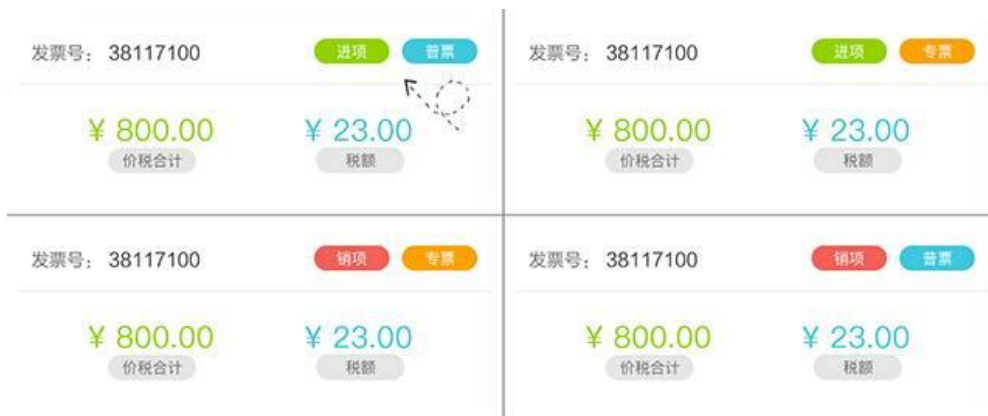 发票号：38117100 进项 普票
¥ 800.00 ¥ 23.00
价税合计 税额
发票号：38117100 进项 专票
¥ 800.00 ¥ 23.00
价税合计 税额
发票号：38117100 销项 专票
¥ 800.00 ¥ 23.00
价税合计 税额
发票号：38117100 销项 普票
¥ 800.00 ¥ 23.00
价税合计 税额